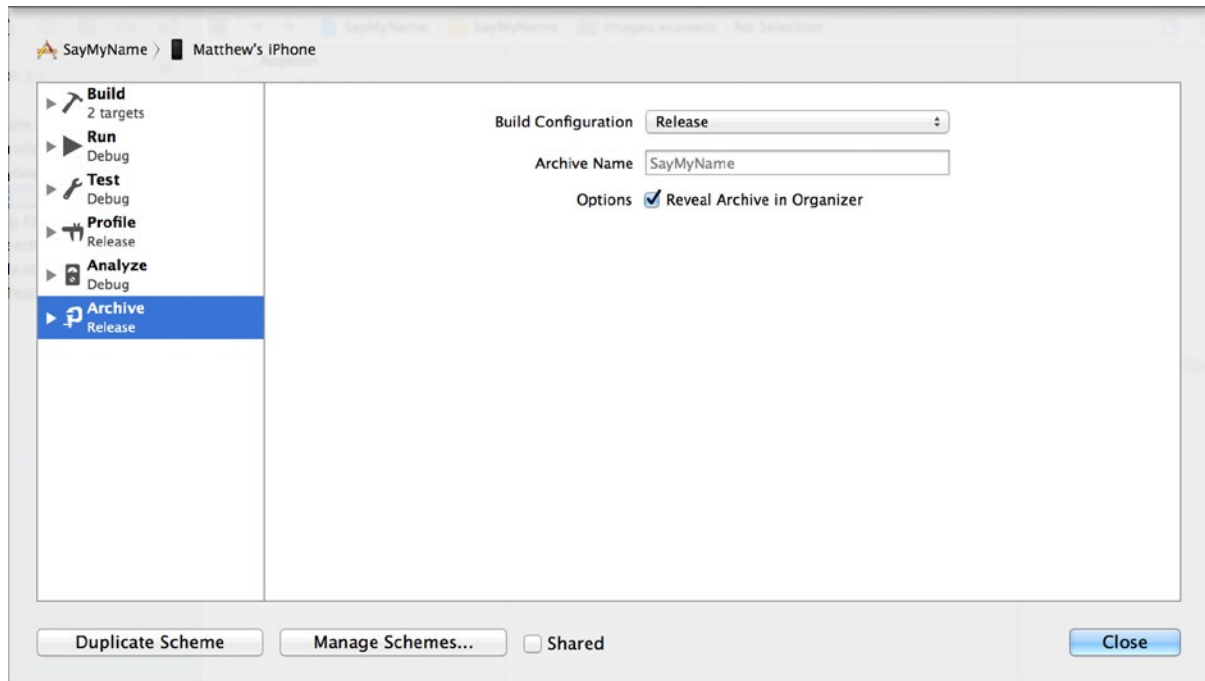 SayMyName 〉 Matthew's iPhone
Build
2 targets
Run
Debug
Test
Debug
Profile
Release
Analyze
Debug
Archive
Release
Build Configuration Release
Archive Name SayMyName
Options Reveal Archive in Organizer
Duplicate Scheme Manage Schemes... Shared Close